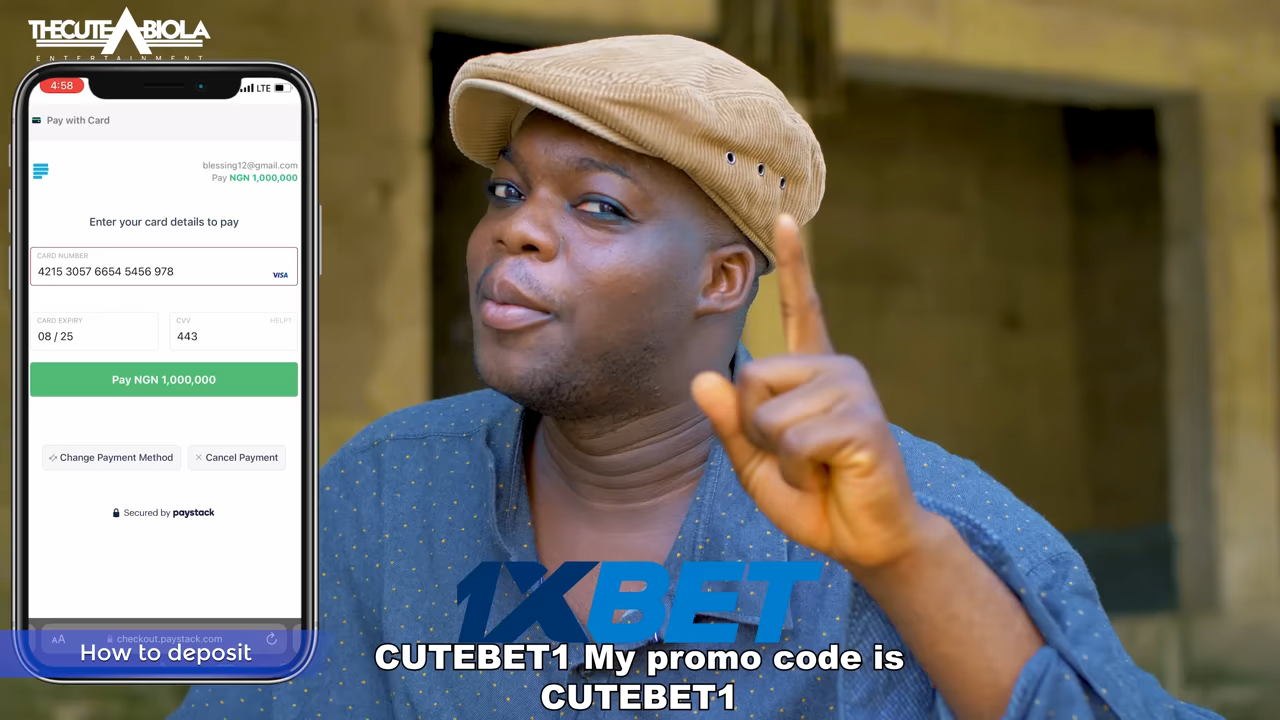 THECUTEABIOLA
ENTERTAINMENT
4:58
LTE
Pay with Card
blessing12@gmail.com
Pay NGN 1,000,000
Enter your card details to pay
CARD NUMBER
4215 3057 6654 5456 978
VISA
CARD EXPIRY
CVV
HELP?
08 / 25
443
Pay NGN 1,000,000
Change Payment Method
× Cancel Payment
Secured by paystack
AA
checkout.paystack.com
How to deposit
1XBET
CUTEBET1 My promo code is
CUTEBET1